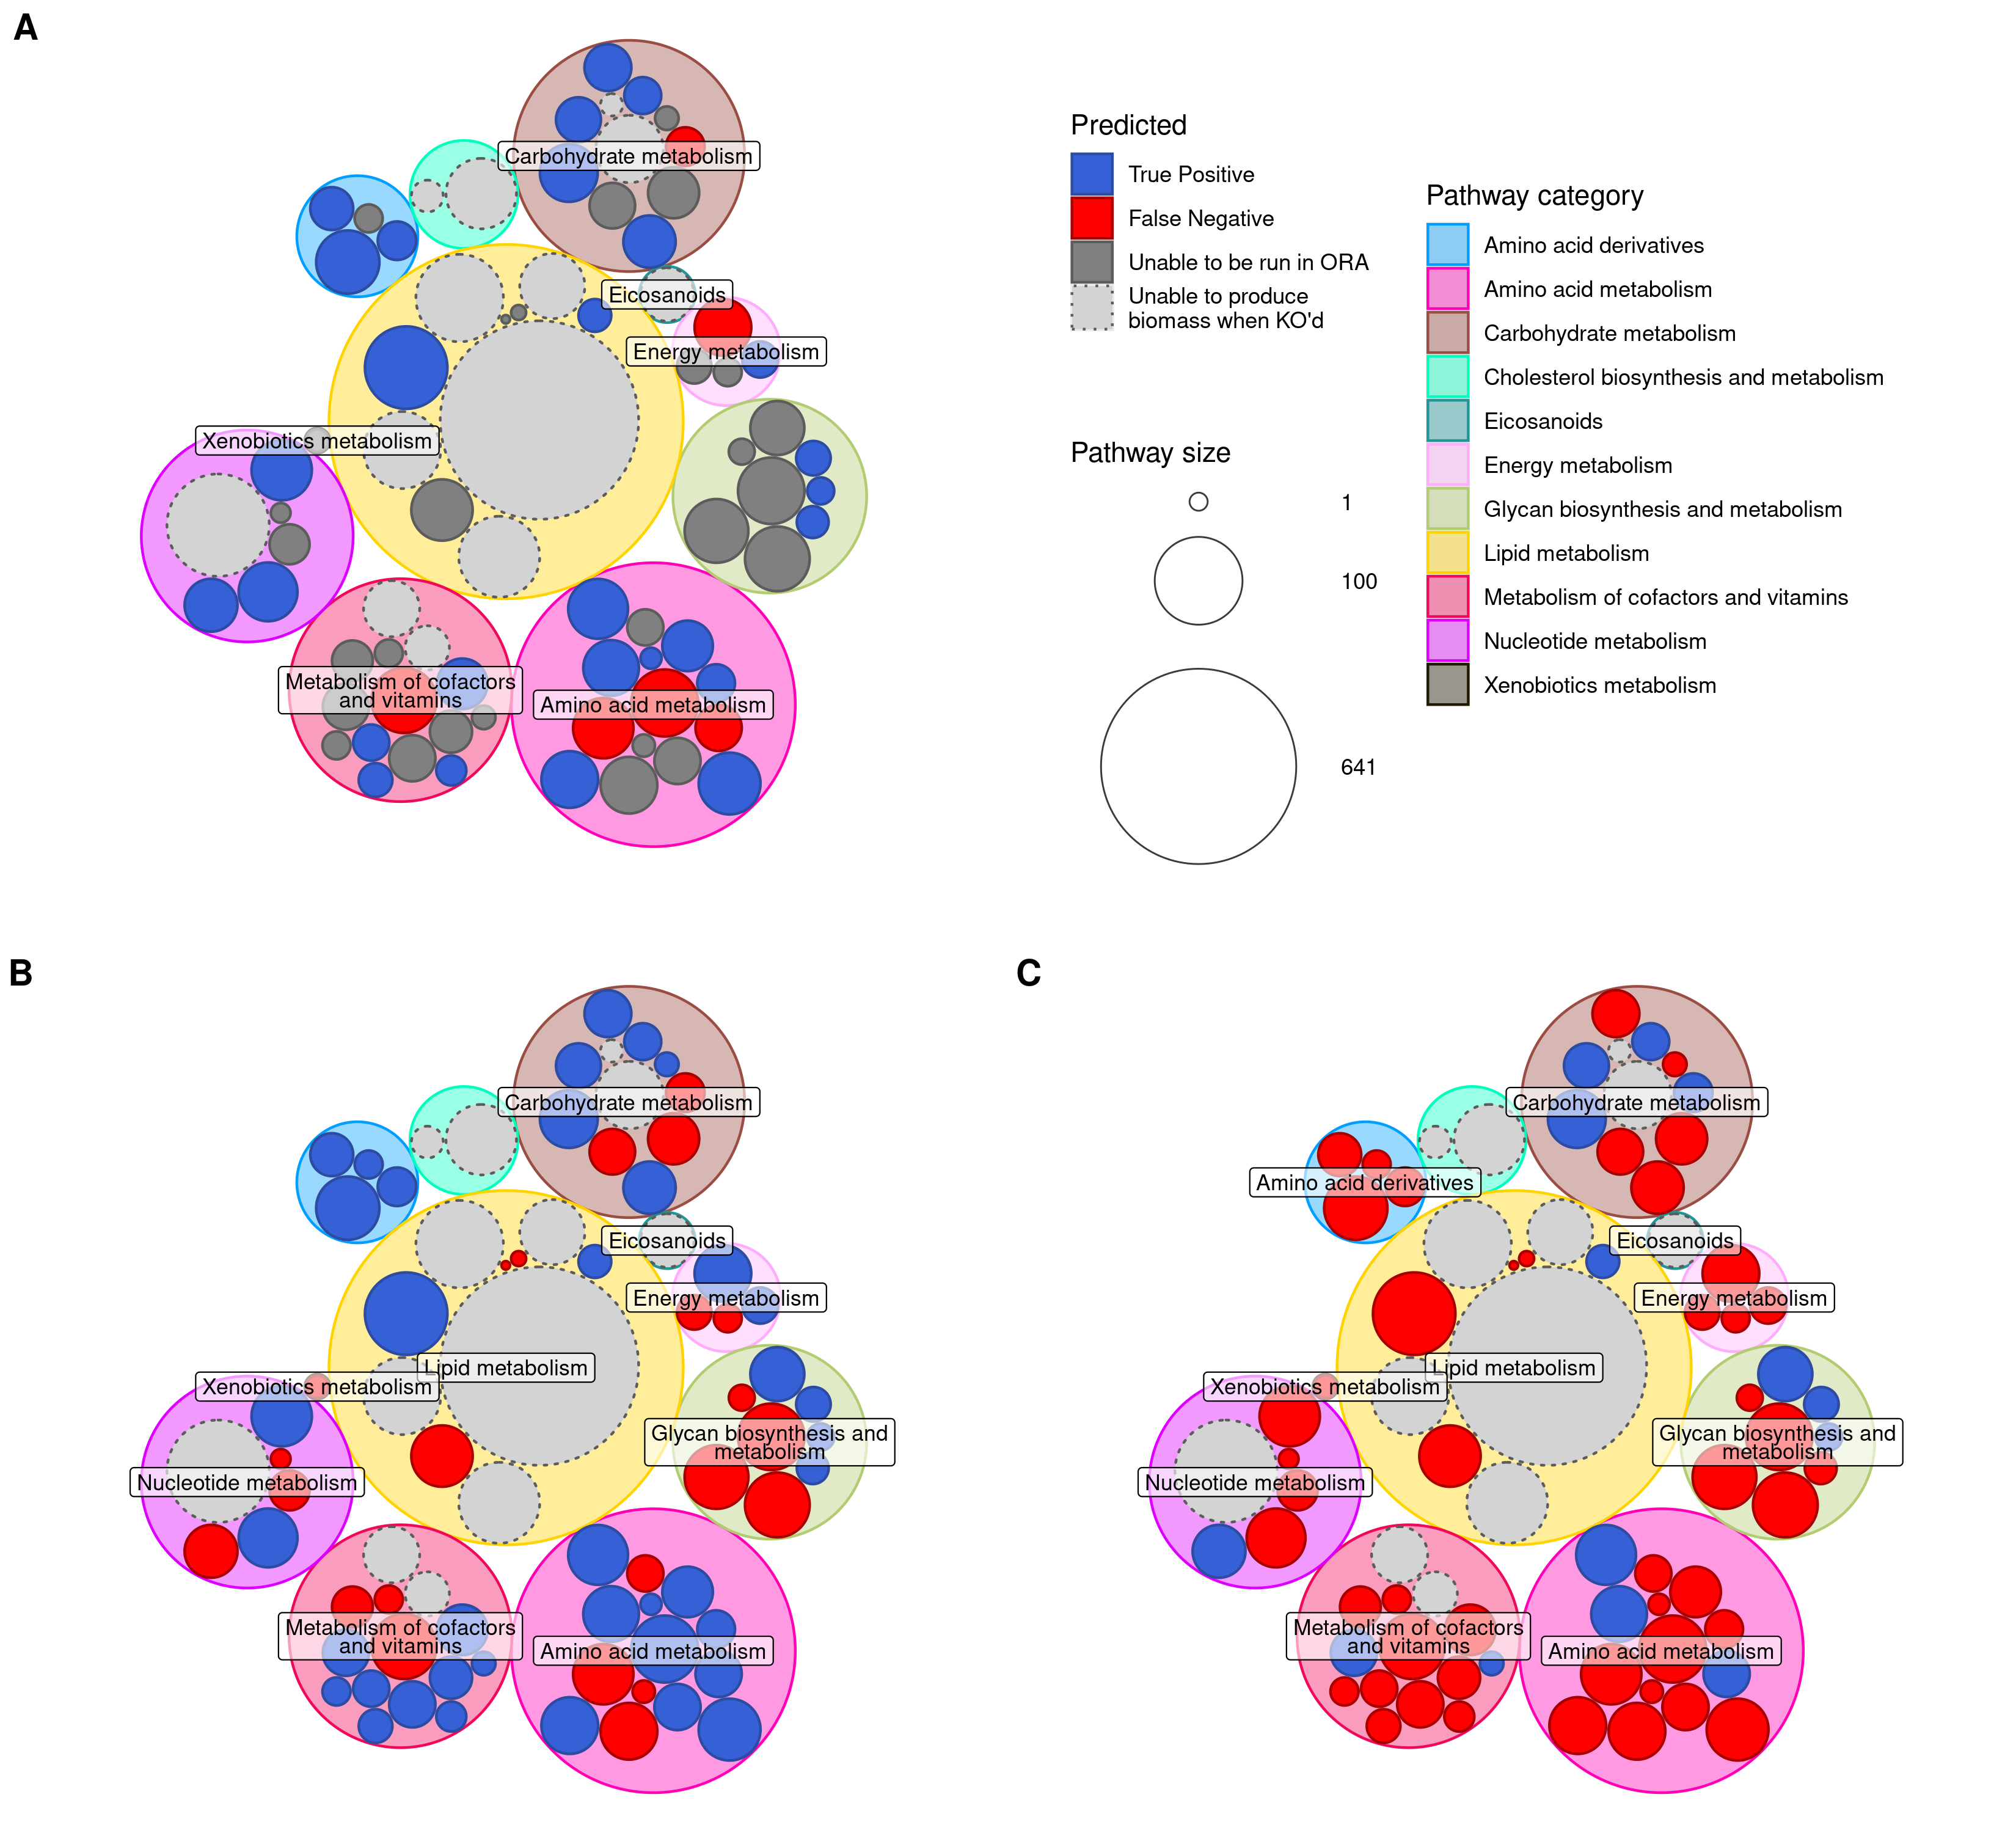 A
Carbohydrate metabolism
Eicosanoids
Energy metabolism
Xenobiotics metabolism
Metabolism of cofactors
and vitamins
Amino acid metabolism
Predicted
True Positive
False Negative
Unable to be run in ORA
Unable to produce
biomass when KO'd
Pathway size
1
100
641
Pathway category
Amino acid derivatives
Amino acid metabolism
Carbohydrate metabolism
Cholesterol biosynthesis and metabolism
Eicosanoids
Energy metabolism
Glycan biosynthesis and metabolism
Lipid metabolism
Metabolism of cofactors and vitamins
Nucleotide metabolism
Xenobiotics metabolism
B
Carbohydrate metabolism
Eicosanoids
Energy metabolism
Lipid metabolism
Xenobiotics metabolism
Glycan biosynthesis and
metabolism
Nucleotide metabolism
Metabolism of cofactors
and vitamins
Amino acid metabolism
C
Carbohydrate metabolism
Amino acid derivatives
Eicosanoids
Energy metabolism
Lipid metabolism
Xenobiotics metabolism
Glycan biosynthesis and
metabolism
Nucleotide metabolism
Metabolism of cofactors
and vitamins
Amino acid metabolism